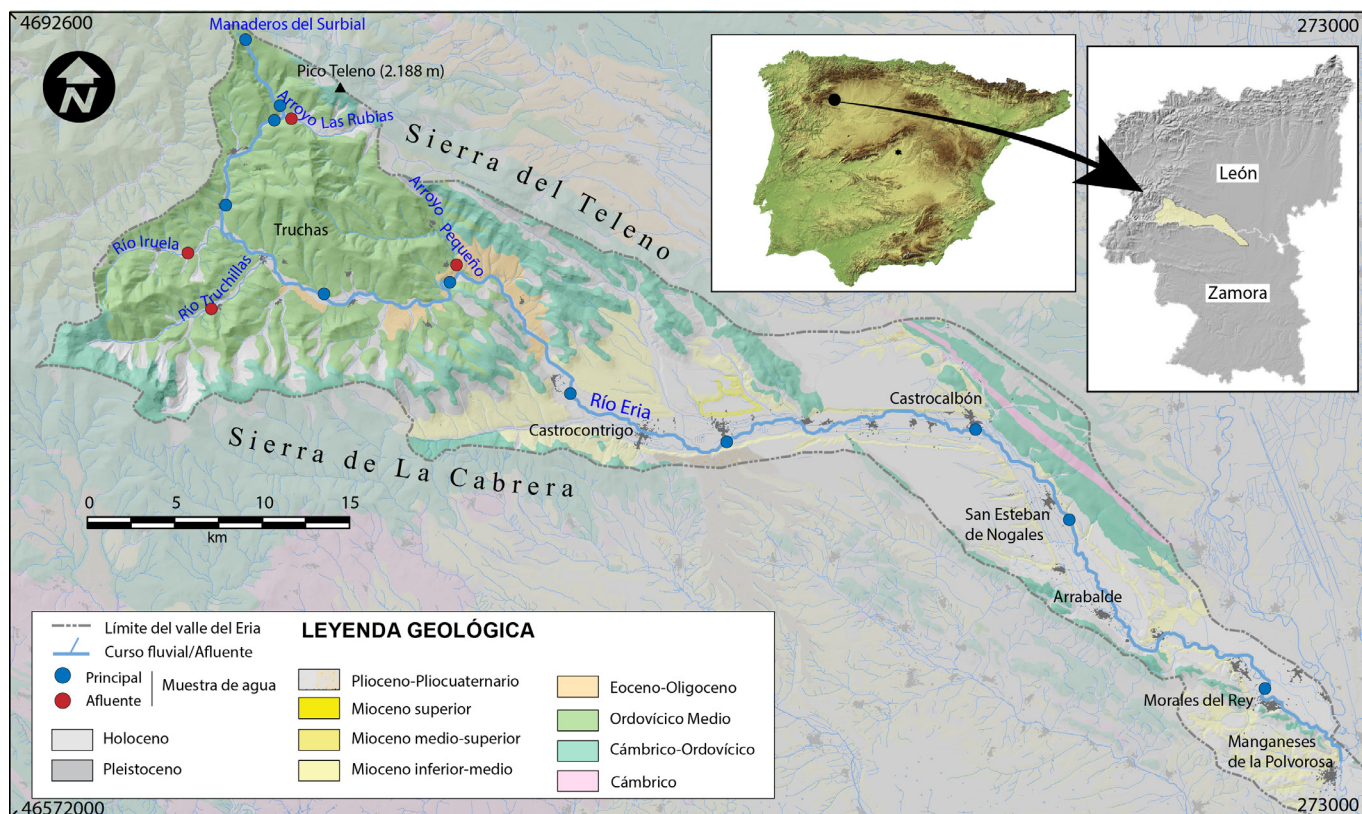 4692600
273000
Manaderos del Surbial
N
Pico Teleno (2.188 m)
Arroyo Las Rubias
Sierra del Teleno
Arroyo Pequeño
Truchas
Río Iruela
Río Truchillas
León
Zamora
Río Eria
Castrocontrigo
Castrocalbón
Sierra de La Cabrera
0 5 10 15
km
San Esteban
de Nogales
Arrabalde
Morales del Rey
Manganeses
de la Polvorosa
Límite del valle del Eria
Curso fluvial/Afluente
Principal
Afluente
Muestra de agua
Holoceno
Pleistoceno
LEYENDA GEOLÓGICA
Plioceno-Pliocuaternario
Mioceno superior
Mioceno medio-superior
Mioceno inferior-medio
Eoceno-Oligoceno
Ordovícico Medio
Cámbrico-Ordovícico
Cámbrico
46572000
273000